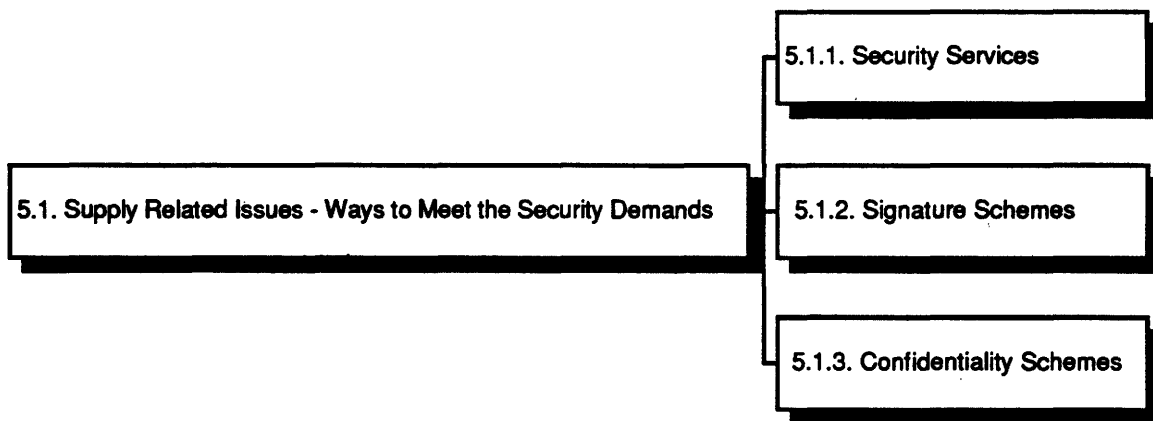 5.1. Supply Related Issues - Ways to Meet the Security Demands
5.1.1. Security Services
5.1.2. Signature Schemes
5.1.3. Confidentiality Schemes